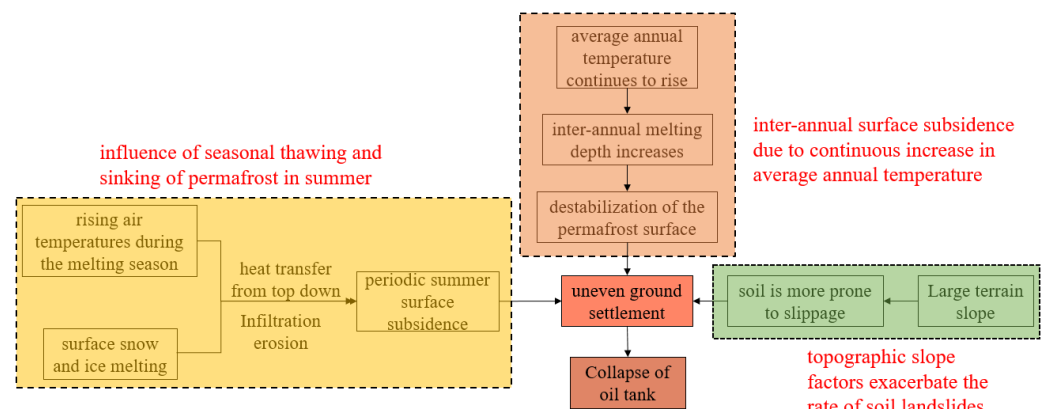 average annual
temperature
continues to rise
inter-annual melting
depth increases
destabilization of the
permafrost surface
inter-annual surface subsidence
due to continuous increase in
average annual temperature
influence of seasonal thawing and
sinking of permafrost in summer
rising air
temperatures during
the melting season
surface snow
and ice melting
heat transfer
from top down
Infiltration
erosion
periodic summer
surface
subsidence
uneven ground
settlement
soil is more prone
to slippage
Large terrain
slope
Collapse of
oil tank
topographic slope
factors exacerbate the
rate of soil landslides